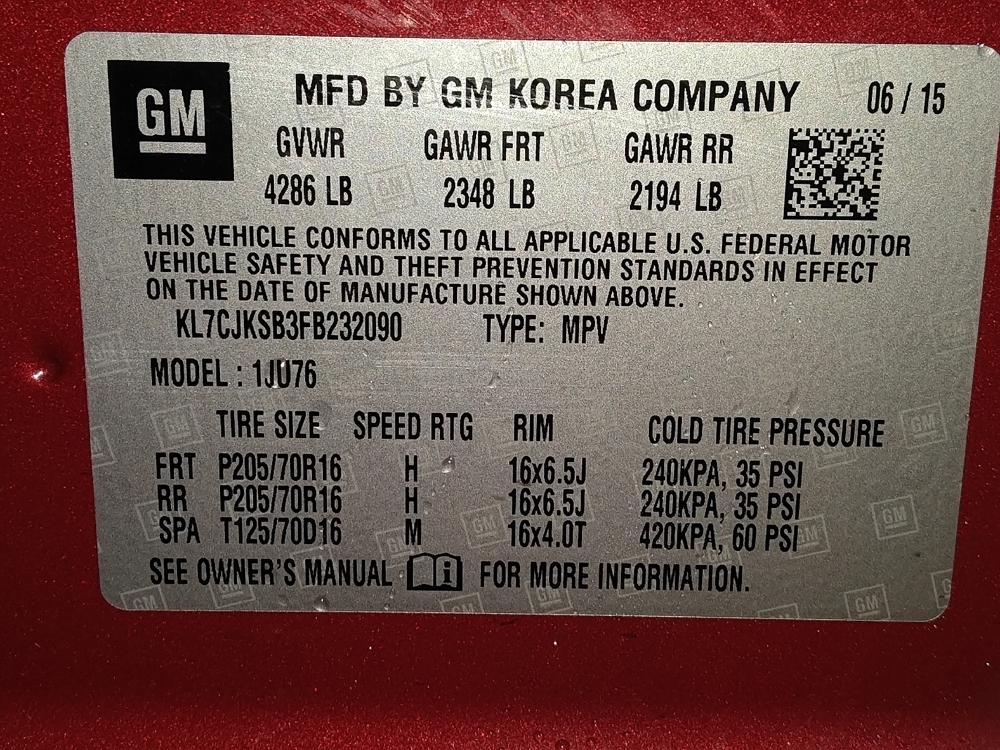 GM
MFD BY GM KOREA COMPANY 06 / 15
GVWR GAWR FRT GAWR RR
4286 LB 2348 LB 2194 LB
THIS VEHICLE CONFORMS TO ALL APPLICABLE U.S. FEDERAL MOTOR
VEHICLE SAFETY AND THEFT PREVENTION STANDARDS IN EFFECT
ON THE DATE OF MANUFACTURE SHOWN ABOVE.
KL7CJKSB3FB232090 TYPE: MPV
MODEL : 1JU76
TIRE SIZE SPEED RTG RIM COLD TIRE PRESSURE
FRT P205/70R16 H 16x6.5J 240KPA, 35 PSI
RR P205/70R16 H 16x6.5J 240KPA, 35 PSI
SPA T125/70D16 M 16x4.0T 420KPA, 60 PSI
SEE OWNER'S MANUAL FOR MORE INFORMATION.